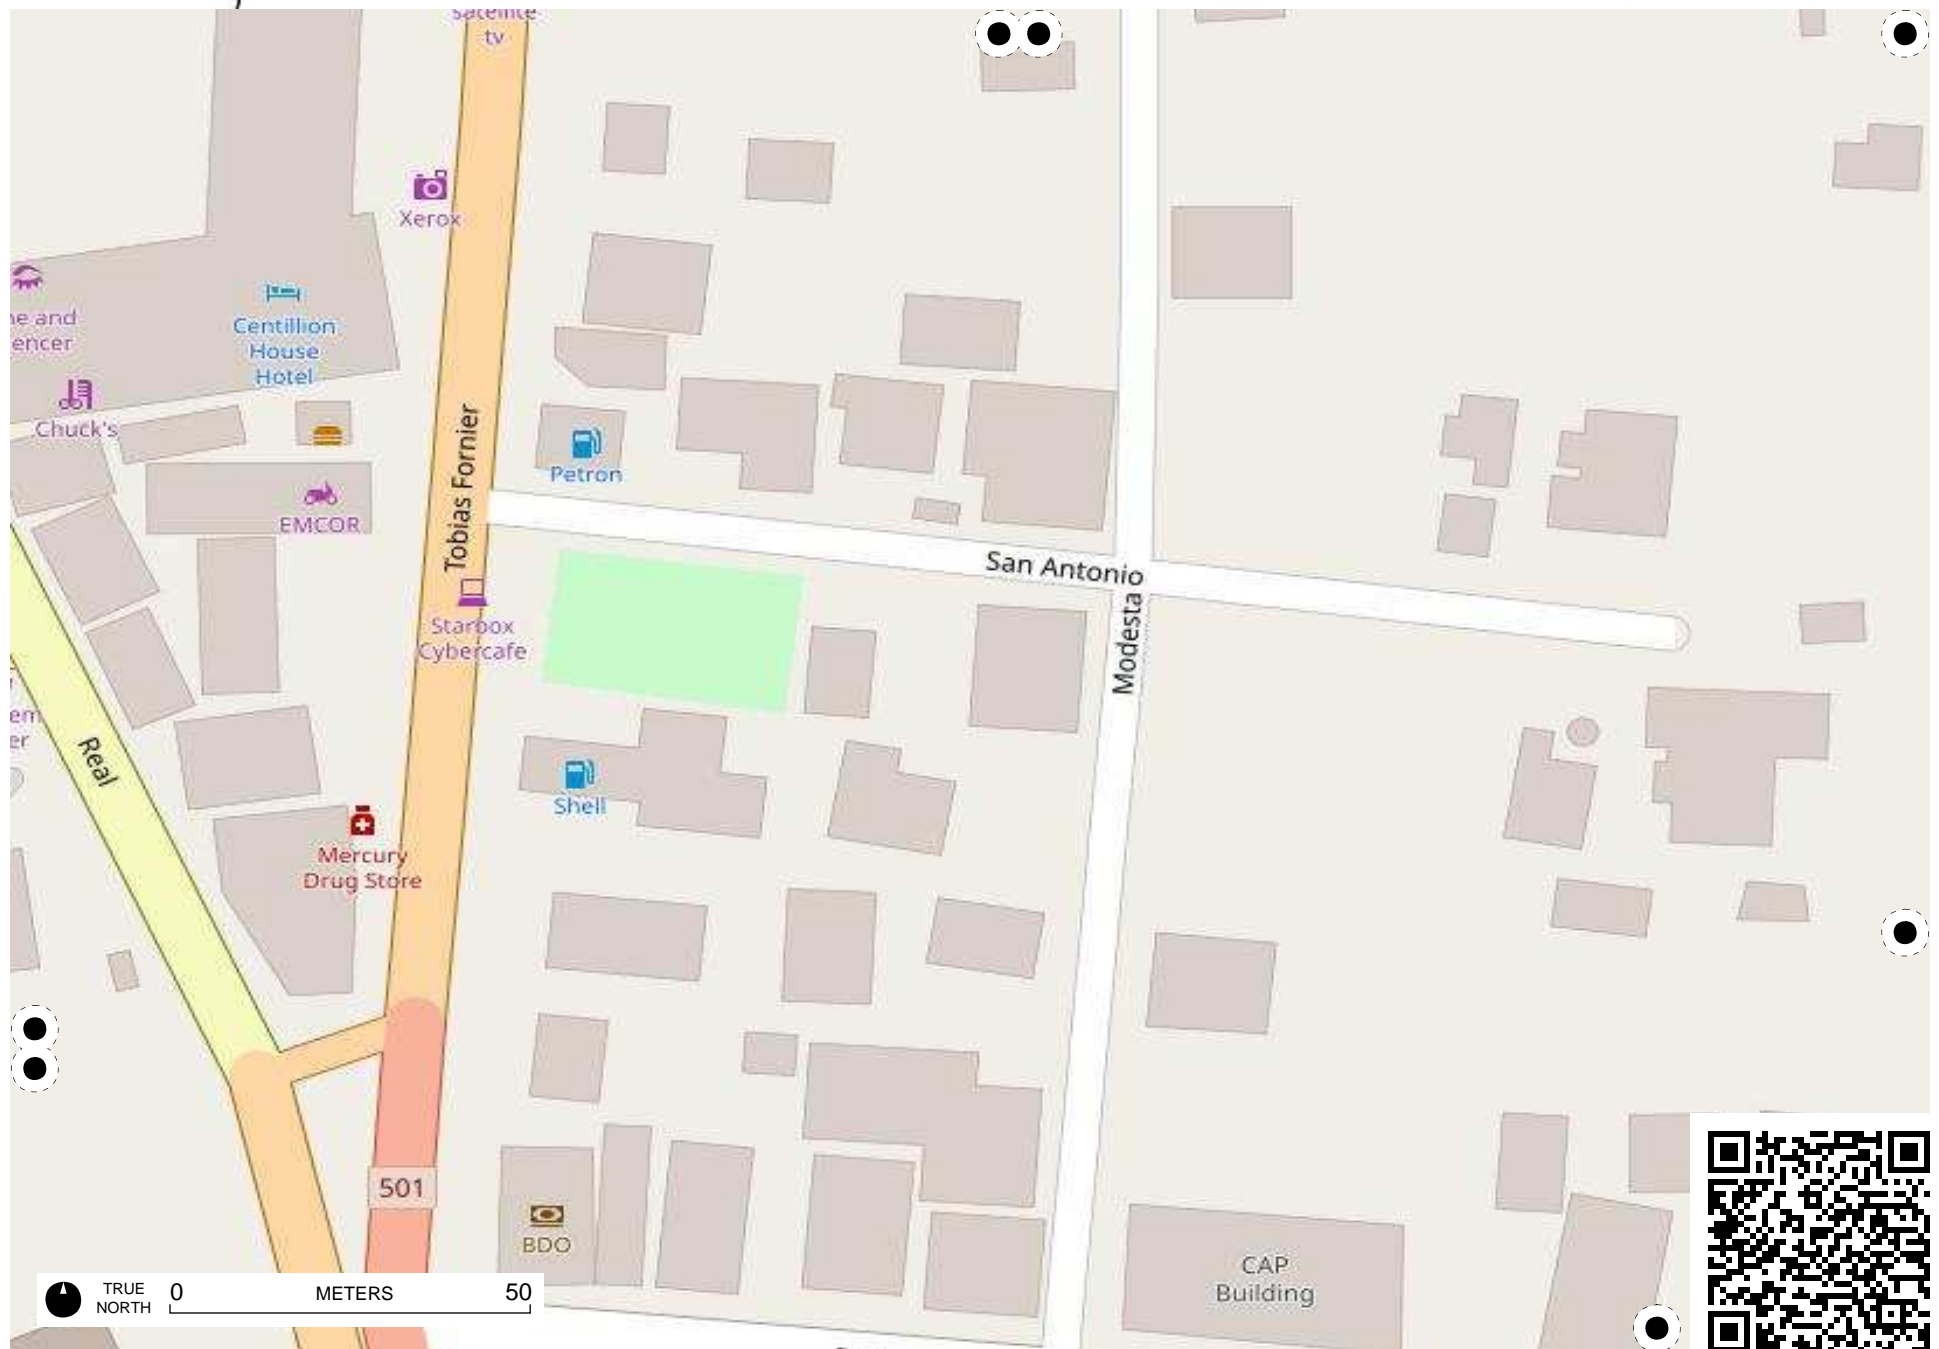 satellite
tv
Xerox
Centillion
House
Hotel
Chuck's
Petron
EMCOR
Tobias Fornier
San Antonio
Starbox
Cybercafe
Modesta
Real
Shell
Mercury
Drug Store
501
BDO
CAP
Building
TRUE
NORTH
0
METERS
50